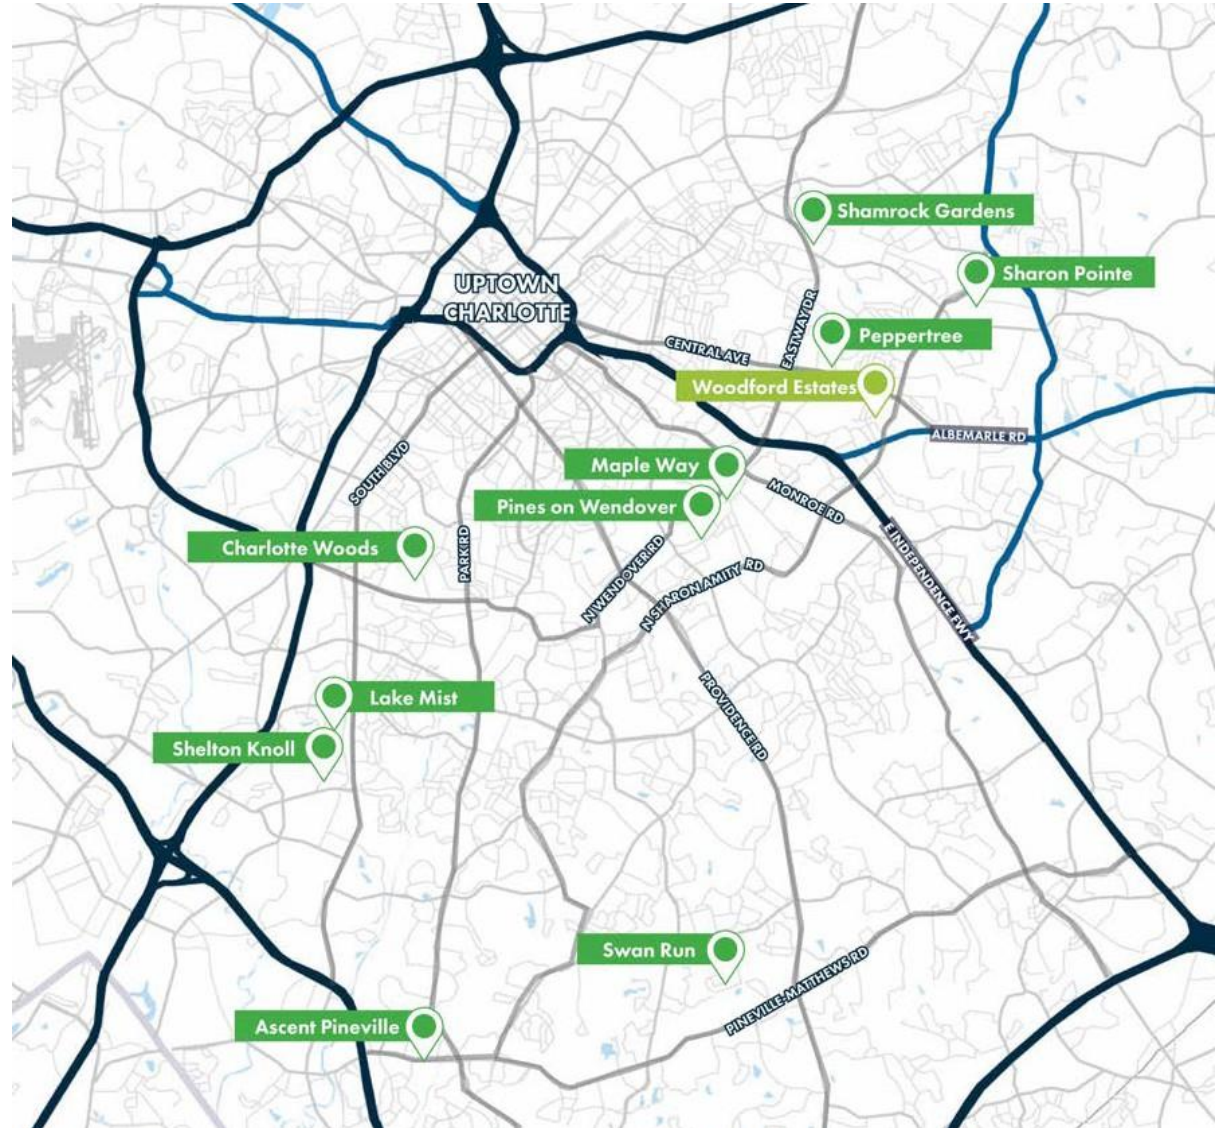 Shamrock Gardens
Sharon Pointe
UPTOWN
CHARLOTTE
EASTWAY DR
Peppertree
CENTRAL AVE
Woodford Estates
ALBEMARLE RD
Maple Way
SOUTH BLVD
Pines on Wendover
MONROE RD
Charlotte Woods
PARK RD
N WENDOVER RD
N SHARON AMITY RD
E INDEPENDENCE FWY
Lake Mist
PROVIDENCE RD
Shelton Knoll
Swan Run
PINEVILLE-MATTHEWS RD
Ascent Pineville